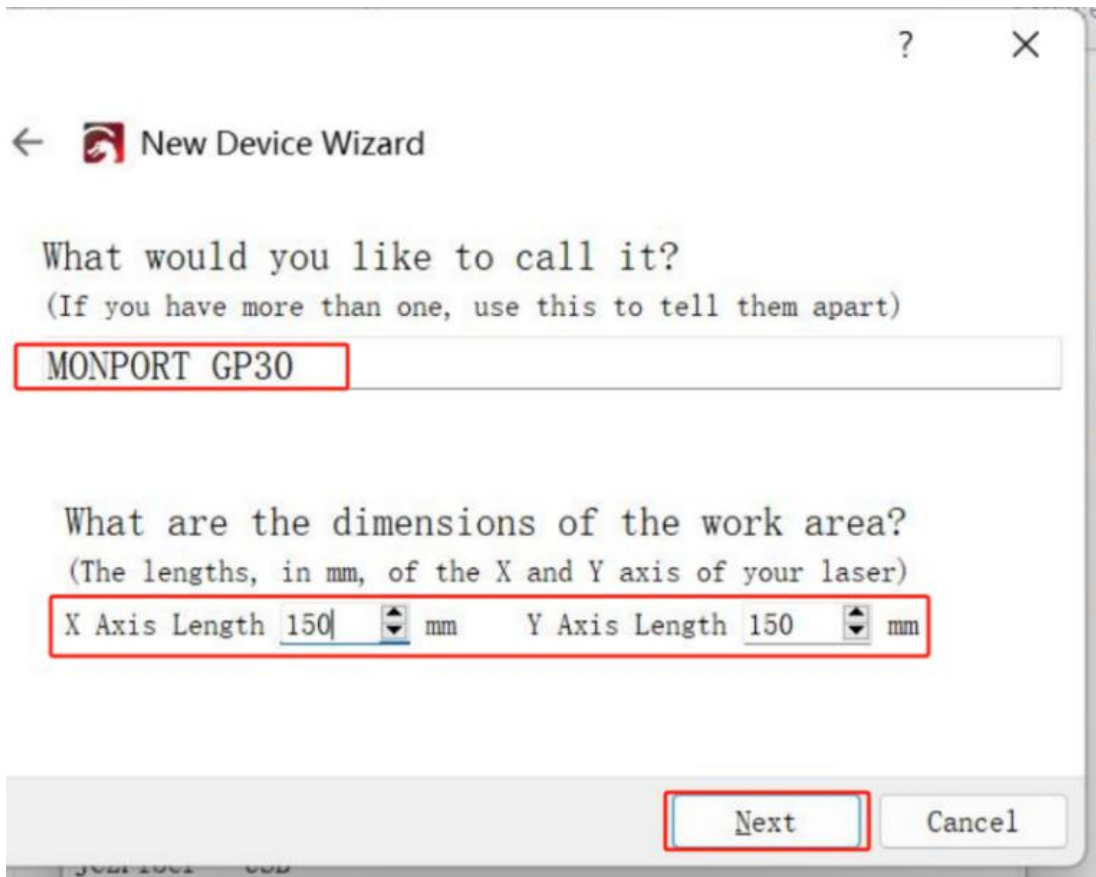 ?
New Device Wizard
What would you like to call it?
(If you have more than one, use this to tell them apart)
MONPORT GP30
What are the dimensions of the work area?
(The lengths, in mm, of the X and Y axis of your laser)
X Axis Length 150 mm Y Axis Length 150 mm
Next Cancel